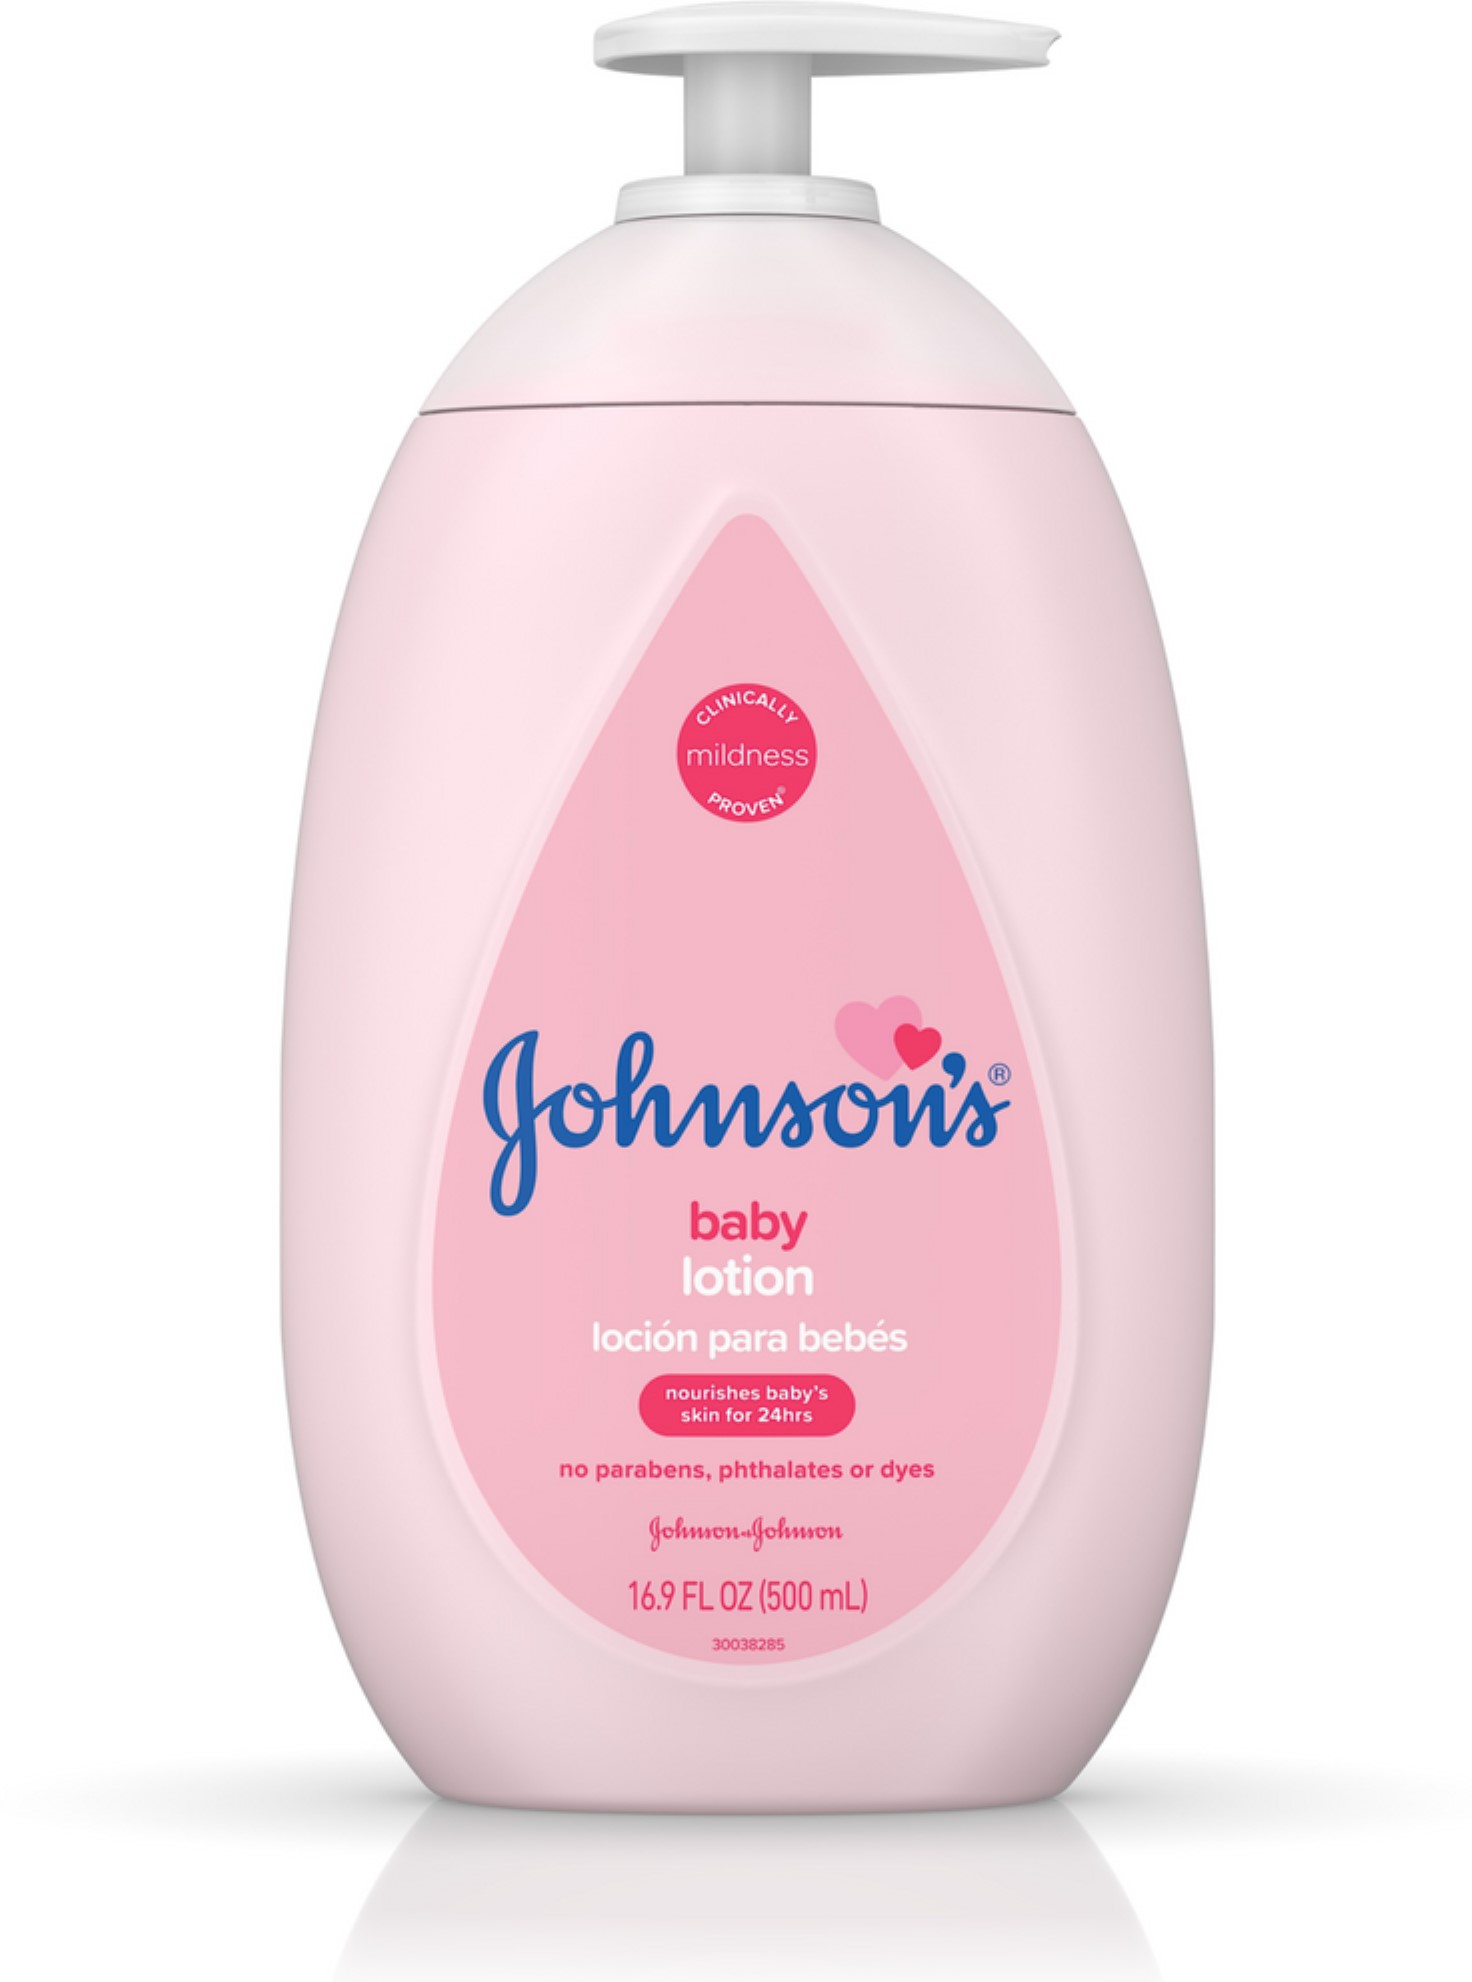 CLINICALLY
mildness
PROVEN®
Johnson's®
baby
lotion
loción para bebés
nourishes baby's
skin for 24hrs
no parabens, phthalates or dyes
Johnson & Johnson
16.9 FL OZ (500 mL)
30038285